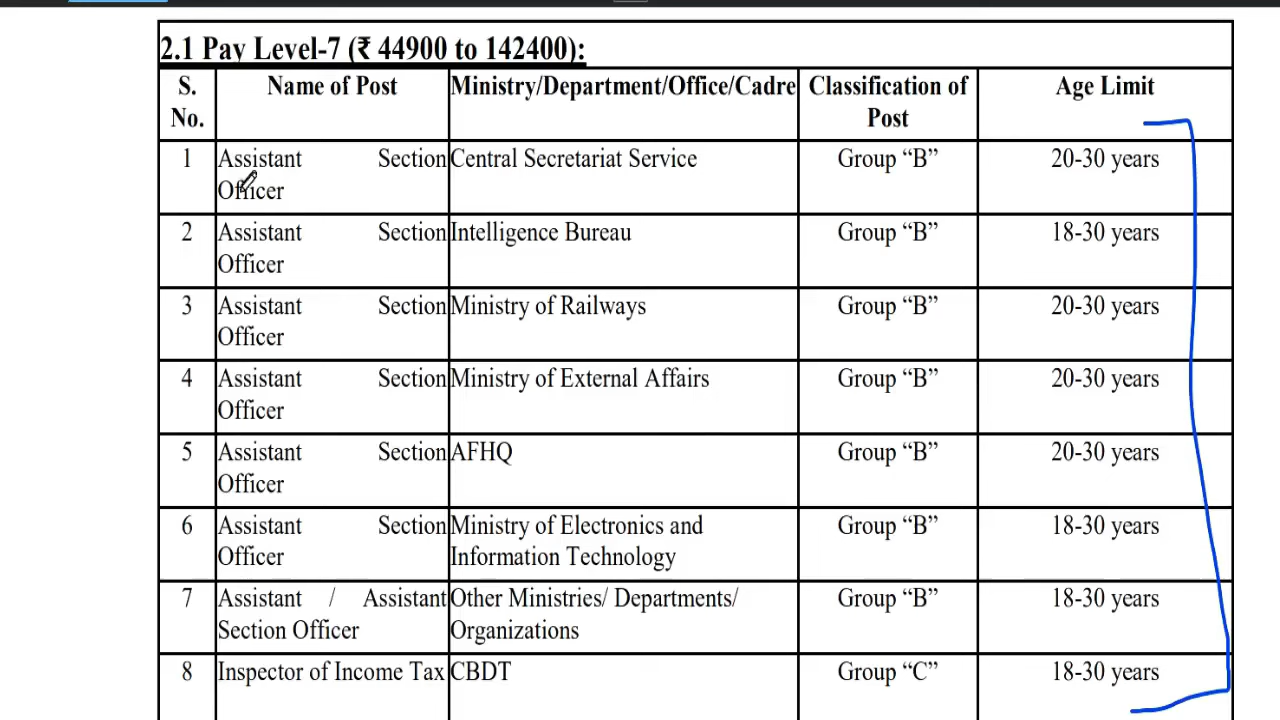 2.1 Pay Level-7 (₹ 44900 to 142400):
S. No. Name of Post Ministry/Department/Office/Cadre Classification of Post Age Limit
1 Assistant Section Officer Central Secretariat Service Group “B” 20-30 years
2 Assistant Section Officer Intelligence Bureau Group “B” 18-30 years
3 Assistant Section Officer Ministry of Railways Group “B” 20-30 years
4 Assistant Section Officer Ministry of External Affairs Group “B” 20-30 years
5 Assistant Section Officer AFHQ Group “B” 20-30 years
6 Assistant Section Officer Ministry of Electronics and Information Technology Group “B” 18-30 years
7 Assistant / Assistant Section Officer Other Ministries/ Departments/ Organizations Group “B” 18-30 years
8 Inspector of Income Tax CBDT Group “C” 18-30 years